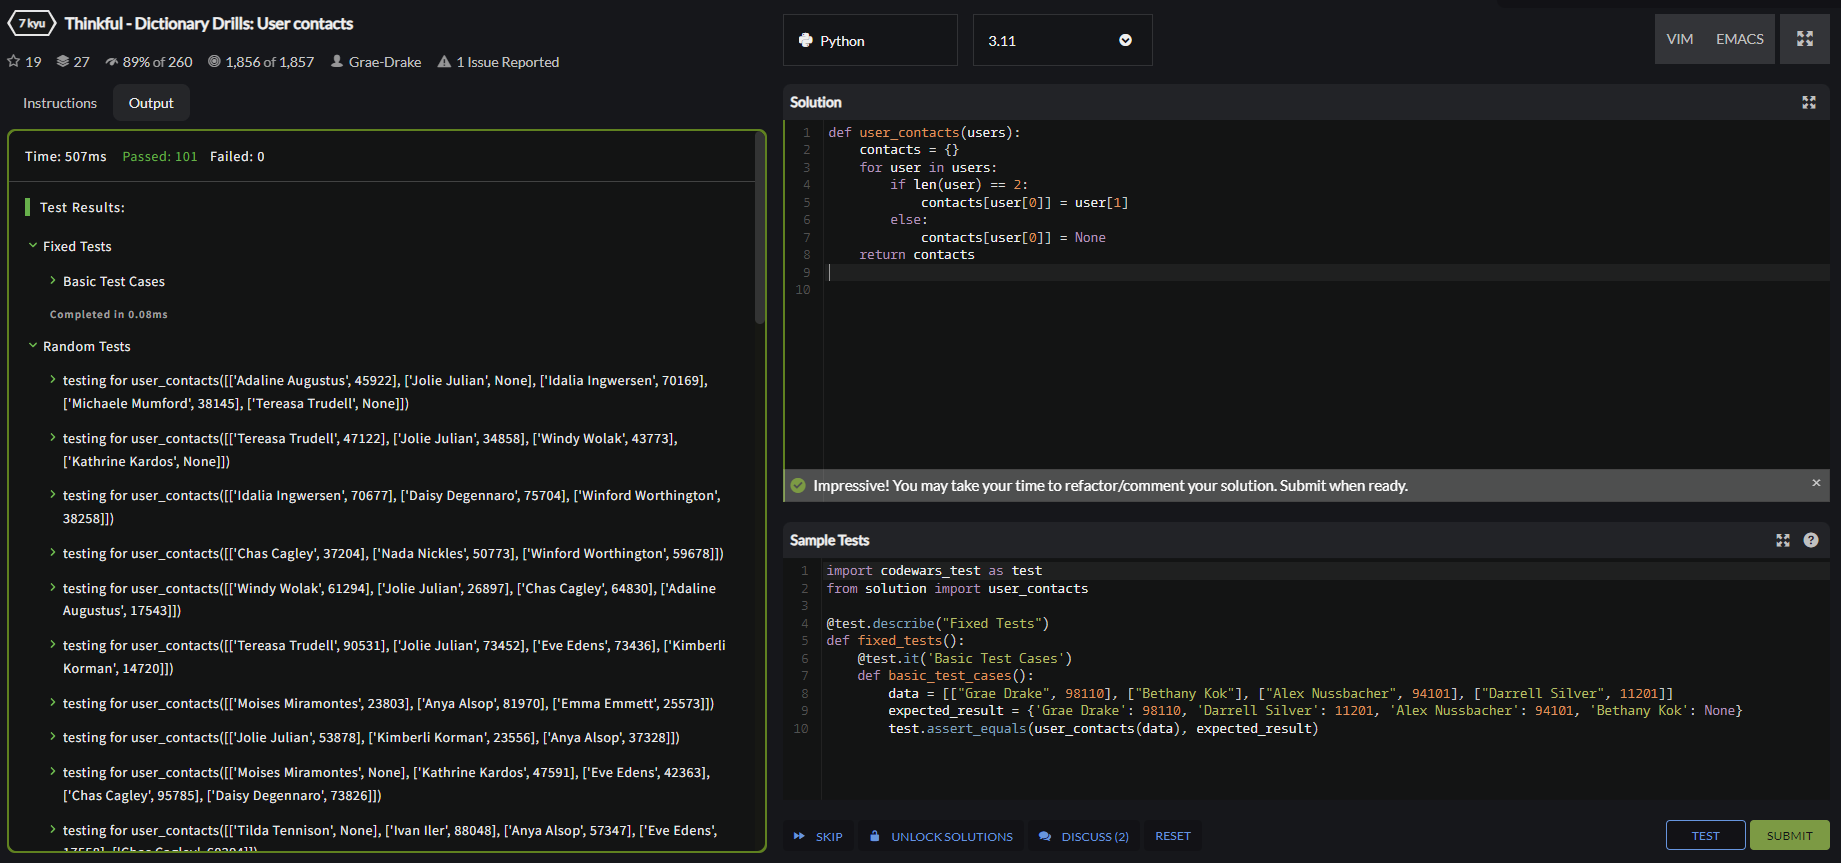 7 kyu Thinkful - Dictionary Drills: User contacts
19 27 89% of 260 1,856 of 1,857 Grae-Drake 1 Issue Reported
Instructions Output
Time: 507ms Passed: 101 Failed: 0
Test Results:
Fixed Tests
Basic Test Cases
Completed in 0.08ms
Random Tests
testing for user_contacts([['Adaline Augustus', 45922], ['Jolie Julian', None], ['Idalia Ingwersen', 70169],
['Michaele Mumford', 38145], ['Tereasa Trudell', None]])
testing for user_contacts([['Tereasa Trudell', 47122], ['Jolie Julian', 34858], ['Windy Wolak', 43773],
['Kathrine Kardos', None]])
testing for user_contacts([['Idalia Ingwersen', 70677], ['Daisy Degennaro', 75704], ['Winford Worthington',
38258]])
testing for user_contacts([['Chas Cagley', 37204], ['Nada Nickles', 50773], ['Winford Worthington', 59678]])
testing for user_contacts([['Windy Wolak', 61294], ['Jolie Julian', 26897], ['Chas Cagley', 64830], ['Adaline
Augustus', 17543]])
testing for user_contacts([['Tereasa Trudell', 90531], ['Jolie Julian', 73452], ['Eve Edens', 73436], ['Kimberli
Korman', 14720]])
testing for user_contacts([['Moises Miramontes', 23803], ['Anya Alsop', 81970], ['Emma Emmett', 25573]])
testing for user_contacts([['Jolie Julian', 53878], ['Kimberli Korman', 23556], ['Anya Alsop', 37328]])
testing for user_contacts([['Moises Miramontes', None], ['Kathrine Kardos', 47591], ['Eve Edens', 42363],
['Chas Cagley', 95785], ['Daisy Degennaro', 73826]])
testing for user_contacts([['Tilda Tennison', None], ['Ivan Iler', 88048], ['Anya Alsop', 57347], ['Eve Edens',
Python 3.11 VIM EMACS
Solution
1 def user_contacts(users):
2 contacts = {}
3 for user in users:
4 if len(user) == 2:
5 contacts[user[0]] = user[1]
6 else:
7 contacts[user[0]] = None
8 return contacts
9
10
Impressive! You may take your time to refactor/comment your solution. Submit when ready. ×
Sample Tests ?
1 import codewars_test as test
2 from solution import user_contacts
3
4 @test.describe("Fixed Tests")
5 def fixed_tests():
6 @test.it('Basic Test Cases')
7 def basic_test_cases():
8 data = [["Grae Drake", 98110], ["Bethany Kok"], ["Alex Nussbacher", 94101], ["Darrell Silver", 11201]]
9 expected_result = {'Grae Drake': 98110, 'Darrell Silver': 11201, 'Alex Nussbacher': 94101, 'Bethany Kok': None}
10 test.assert_equals(user_contacts(data), expected_result)
SKIP UNLOCK SOLUTIONS DISCUSS (2) RESET TEST SUBMIT